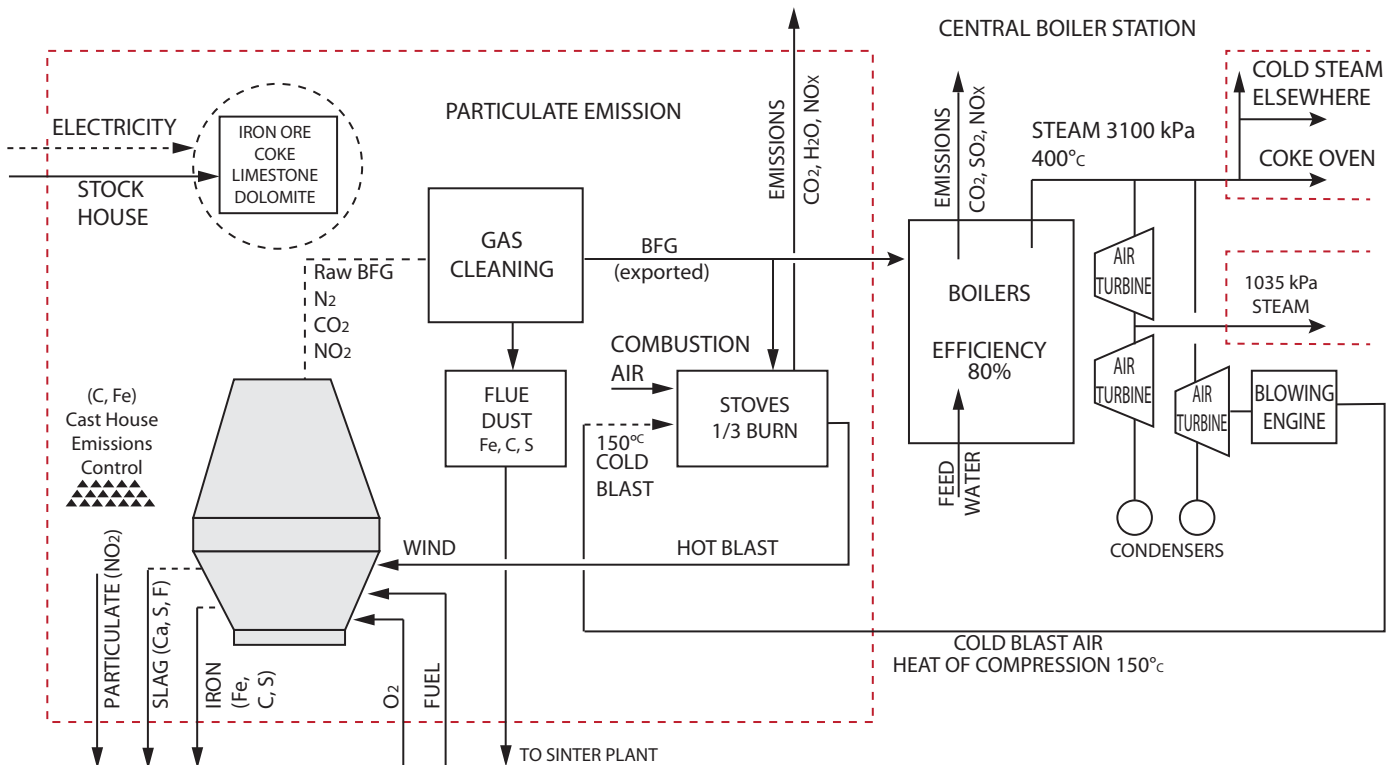 CENTRAL BOILER STATION
PARTICULATE EMISSION
ELECTRICITY
STOCK
HOUSE
IRON ORE
COKE
LIMESTONE
DOLOMITE
EMISSIONS
CO2, H2O, NOX
EMISSIONS
CO2, SO2, NOX
STEAM 3100 kPa
400°C
COLD STEAM
ELSEWHERE
COKE OVEN
GAS
CLEANING
Raw BFG
N2
CO2
NO2
BFG
(exported)
BOILERS
EFFICIENCY
80%
FEED
WATER
AIR
TURBINE
1035 kPa
STEAM
AIR
TURBINE
AIR
TURBINE
BLOWING
ENGINE
CONDENSERS
COMBUSTION
AIR
STOVES
1/3 BURN
150°C
COLD
BLAST
FLUE
DUST
Fe, C, S
(C, Fe)
Cast House
Emissions
Control
WIND
HOT BLAST
COLD BLAST AIR
HEAT OF COMPRESSION 150°C
PARTICULATE (NO2)
SLAG (Ca, S, F)
IRON
(Fe,
C, S)
O2
FUEL
TO SINTER PLANT